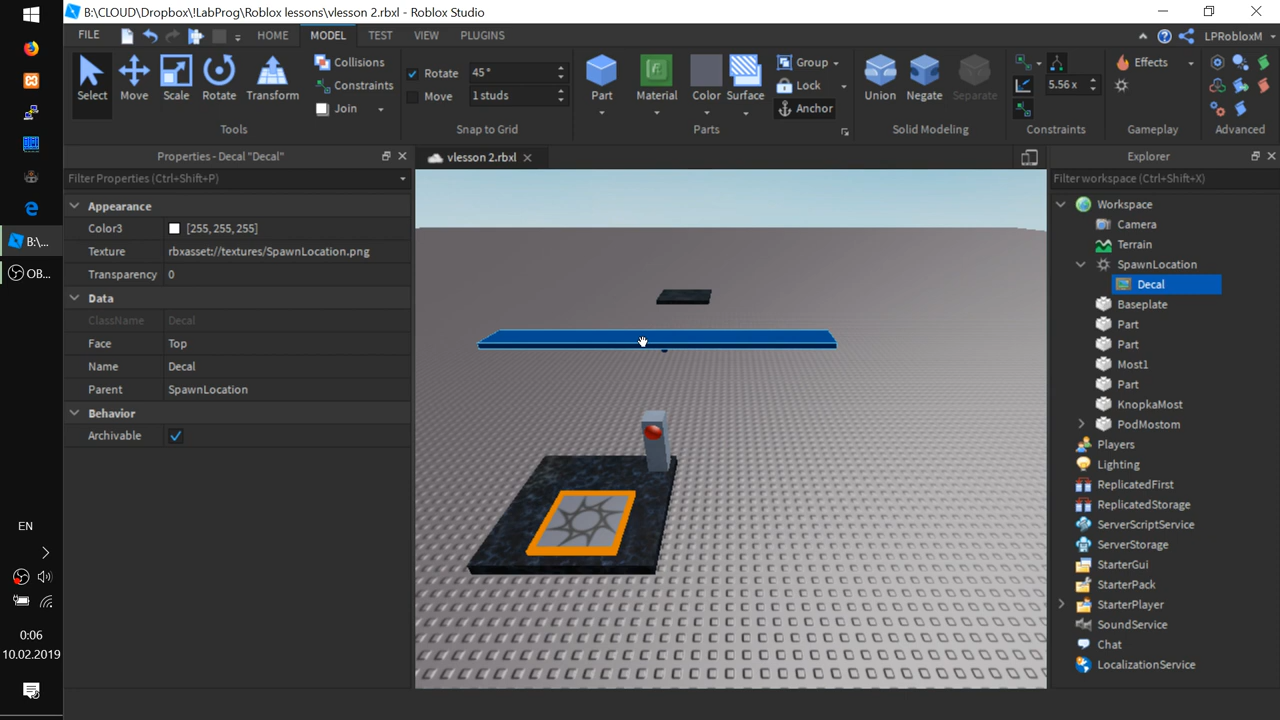 B:\CLOUD\Dropbox\!LabProg\Roblox lessons\vlesson 2.rbxl - Roblox Studio
FILE HOME MODEL TEST VIEW PLUGINS LPRobloxM
Select Move Scale Rotate Transform
Collisions
Constraints
Join
Tools
Rotate 45°
Move 1 studs
Snap to Grid
Part Material Color Surface
Group
Lock
Anchor
Parts
Union Negate Separate
Solid Modeling
5.56 x
Constraints
Effects
Gameplay
Advanced
Properties - Decal "Decal"
Filter Properties (Ctrl+Shift+P)
Appearance
Color3 [255, 255, 255]
Texture rbxasset://textures/SpawnLocation.png
Transparency 0
Data
ClassName Decal
Face Top
Name Decal
Parent SpawnLocation
Behavior
Archivable
vlesson 2.rbxl
Explorer
Filter workspace (Ctrl+Shift+X)
Workspace
Camera
Terrain
SpawnLocation
Decal
Baseplate
Part
Part
Most1
Part
KnopkaMost
PodMostom
Players
Lighting
ReplicatedFirst
ReplicatedStorage
ServerScriptService
ServerStorage
StarterGui
StarterPack
StarterPlayer
SoundService
Chat
LocalizationService
B:\...
OB...
EN
0:06
10.02.2019